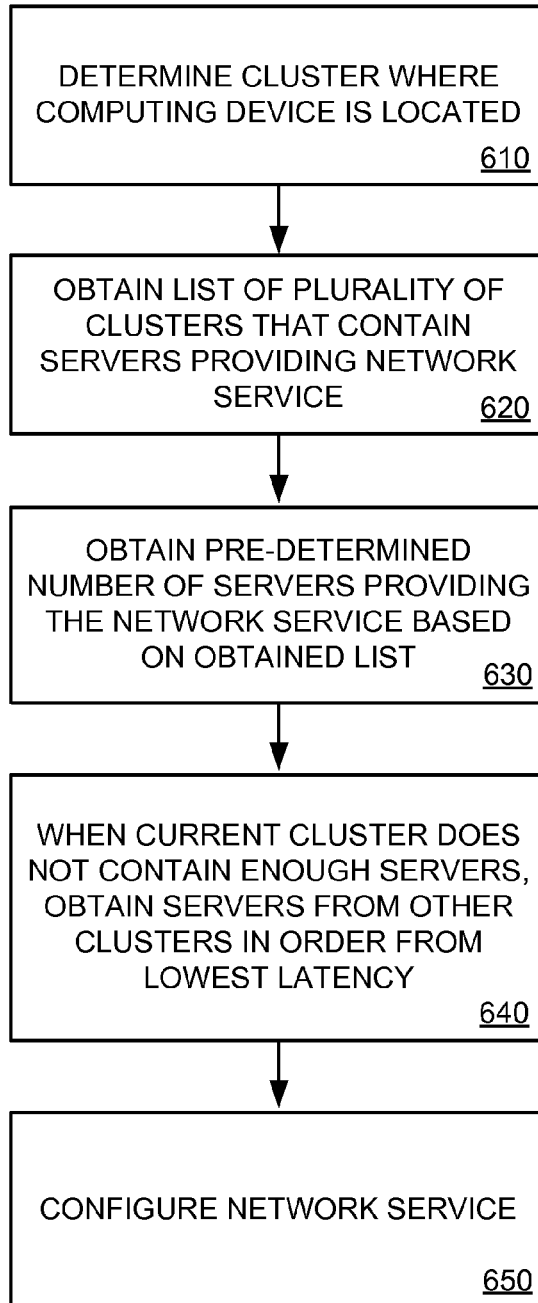 DETERMINE CLUSTER WHERE
COMPUTING DEVICE IS LOCATED
610
OBTAIN LIST OF PLURALITY OF
CLUSTERS THAT CONTAIN
SERVERS PROVIDING NETWORK
SERVICE
620
OBTAIN PRE-DETERMINED
NUMBER OF SERVERS PROVIDING
THE NETWORK SERVICE BASED
ON OBTAINED LIST
630
WHEN CURRENT CLUSTER DOES
NOT CONTAIN ENOUGH SERVERS,
OBTAIN SERVERS FROM OTHER
CLUSTERS IN ORDER FROM
LOWEST LATENCY
640
CONFIGURE NETWORK SERVICE
650